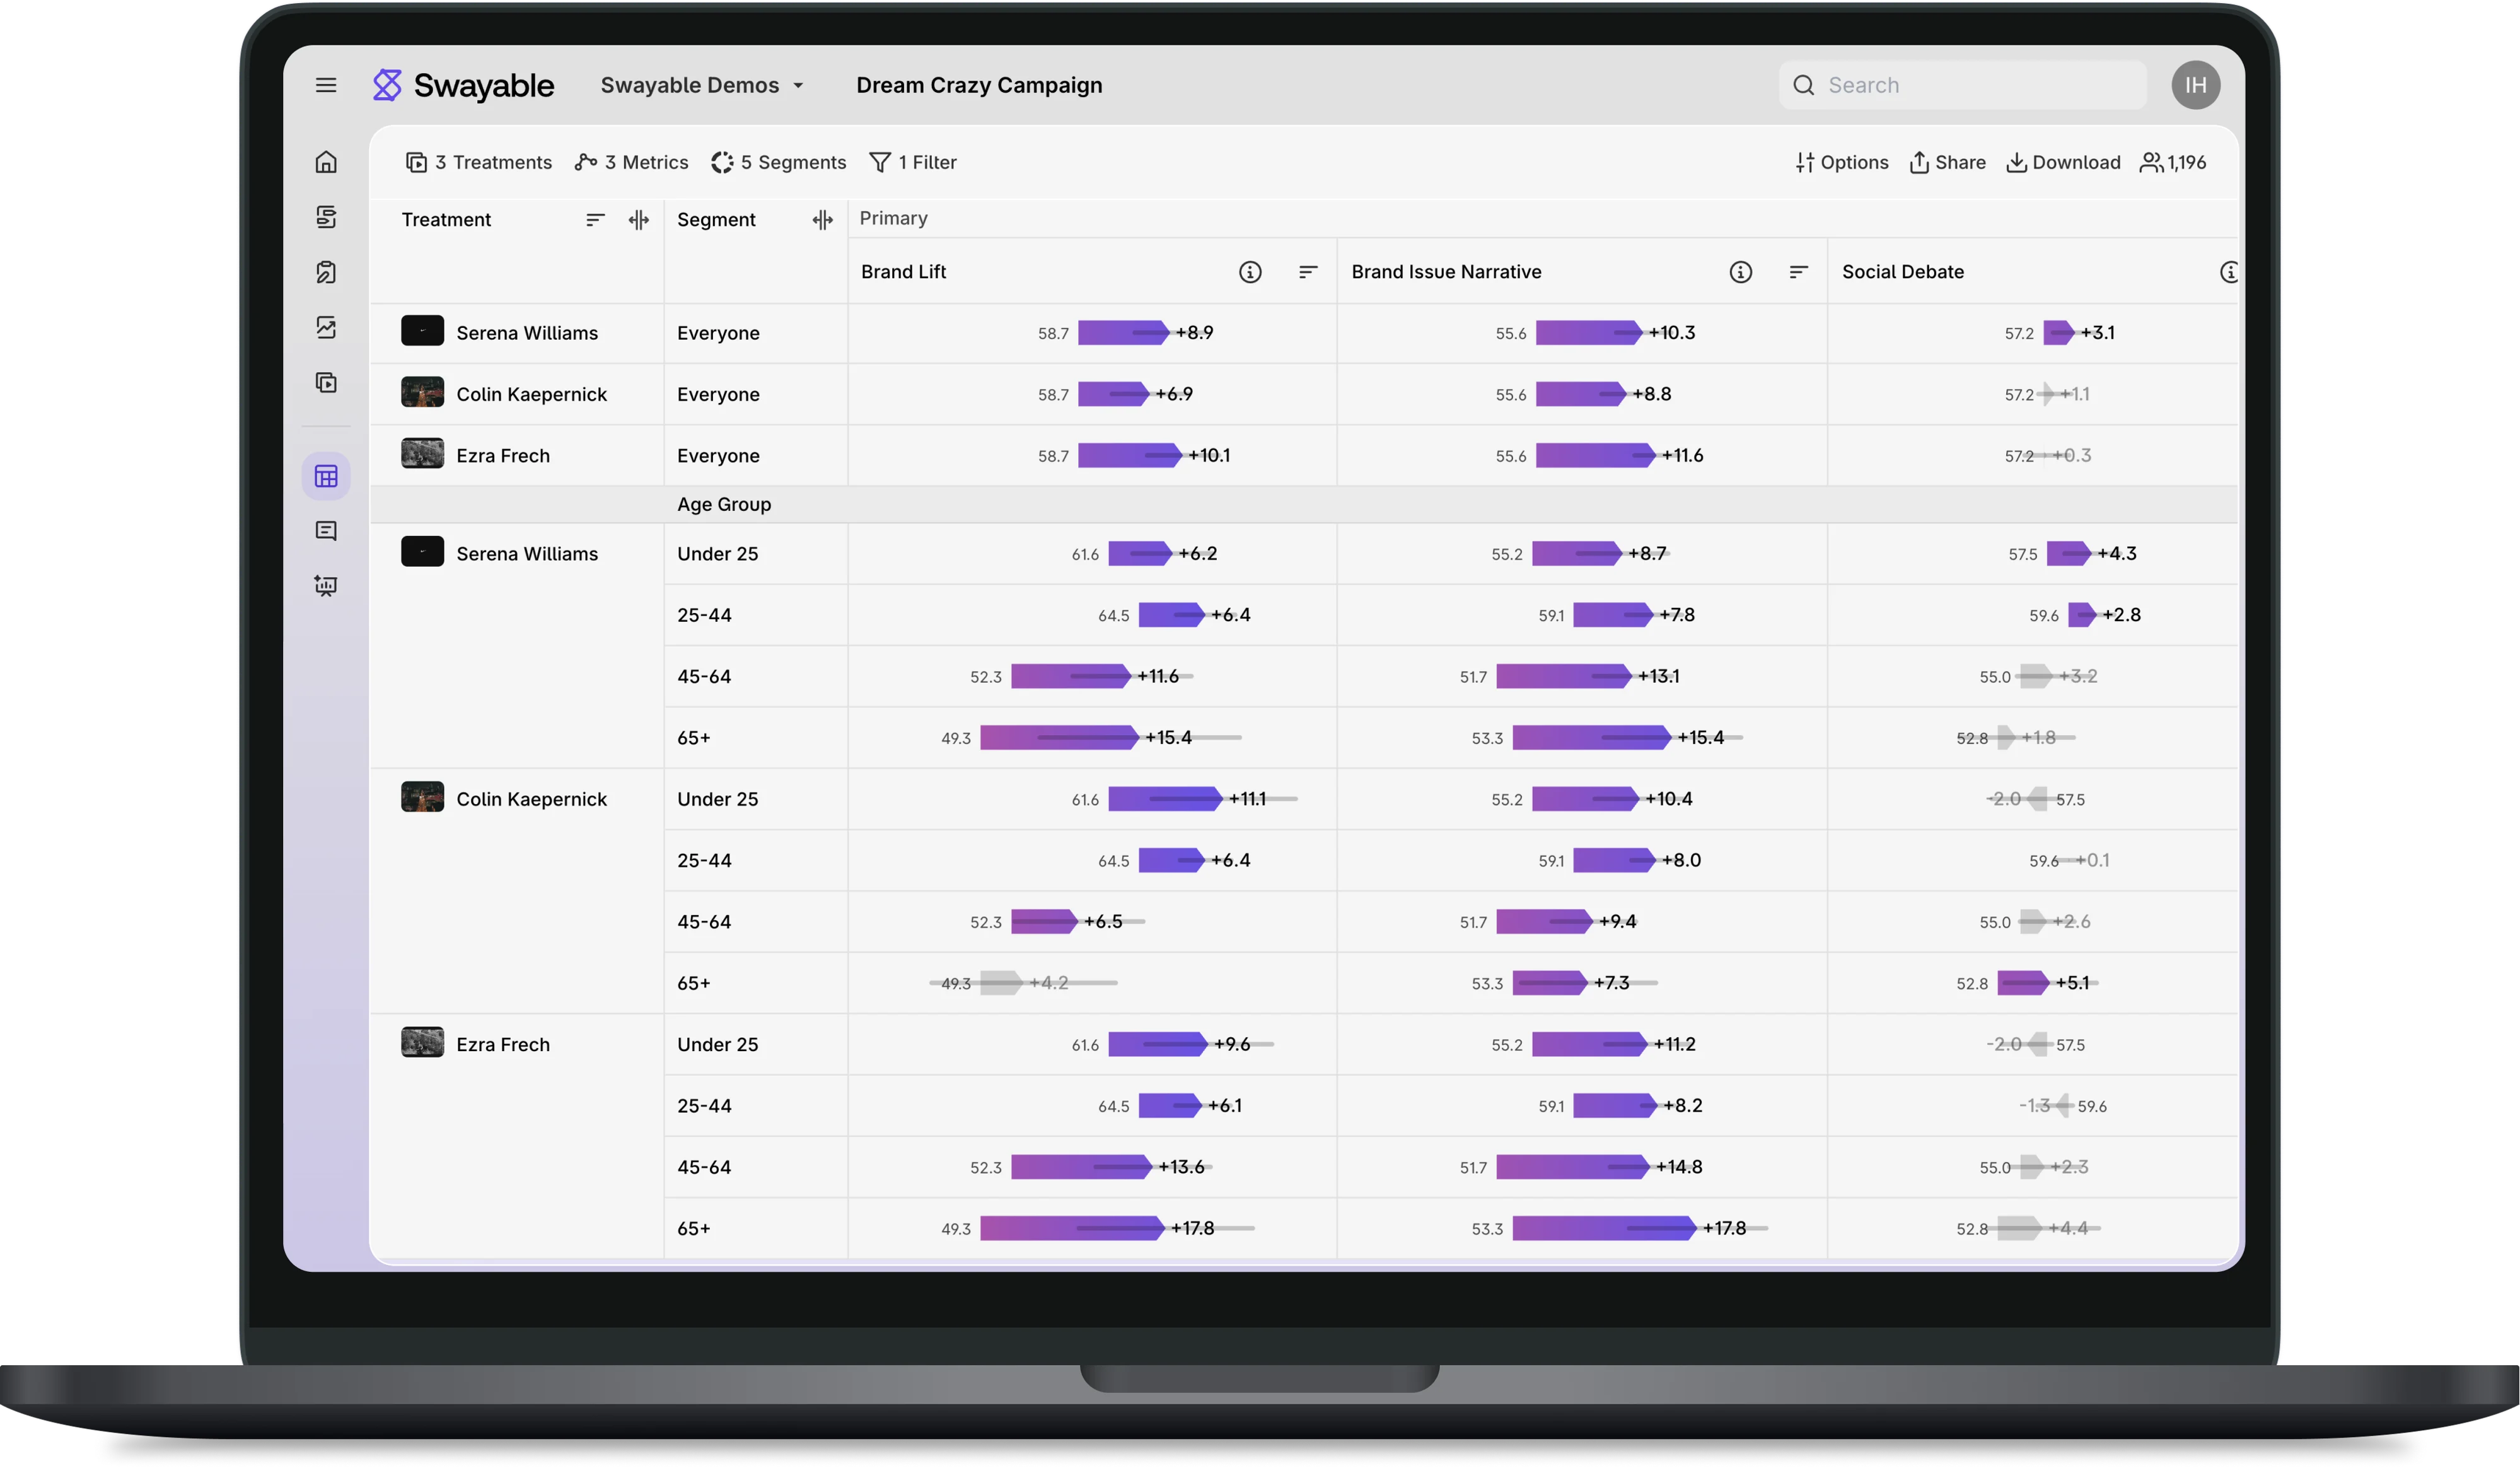 Swayable Swayable Demos Dream Crazy Campaign Search IH
3 Treatments 3 Metrics 5 Segments 1 Filter Options Share Download 1,196
Treatment Segment Primary
Brand Lift Brand Issue Narrative Social Debate
Serena Williams Everyone 58.7 +8.9 55.6 +10.3 57.2 +3.1
Colin Kaepernick Everyone 58.7 +6.9 55.6 +8.8 57.2 +1.1
Ezra Frech Everyone 58.7 +10.1 55.6 +11.6 57.2 +0.3
Age Group
Serena Williams Under 25 61.6 +6.2 55.2 +8.7 57.5 +4.3
25-44 64.5 +6.4 59.1 +7.8 59.6 +2.8
45-64 52.3 +11.6 51.7 +13.1 55.0 +3.2
65+ 49.3 +15.4 53.3 +15.4 52.8 +1.8
Colin Kaepernick Under 25 61.6 +11.1 55.2 +10.4 -2.0 57.5
25-44 64.5 +6.4 59.1 +8.0 59.6 +0.1
45-64 52.3 +6.5 51.7 +9.4 55.0 +2.6
65+ 49.3 +4.2 53.3 +7.3 52.8 +5.1
Ezra Frech Under 25 61.6 +9.6 55.2 +11.2 -2.0 57.5
25-44 64.5 +6.1 59.1 +8.2 -1.3 59.6
45-64 52.3 +13.6 51.7 +14.8 55.0 +2.3
65+ 49.3 +17.8 53.3 +17.8 52.8 +4.4